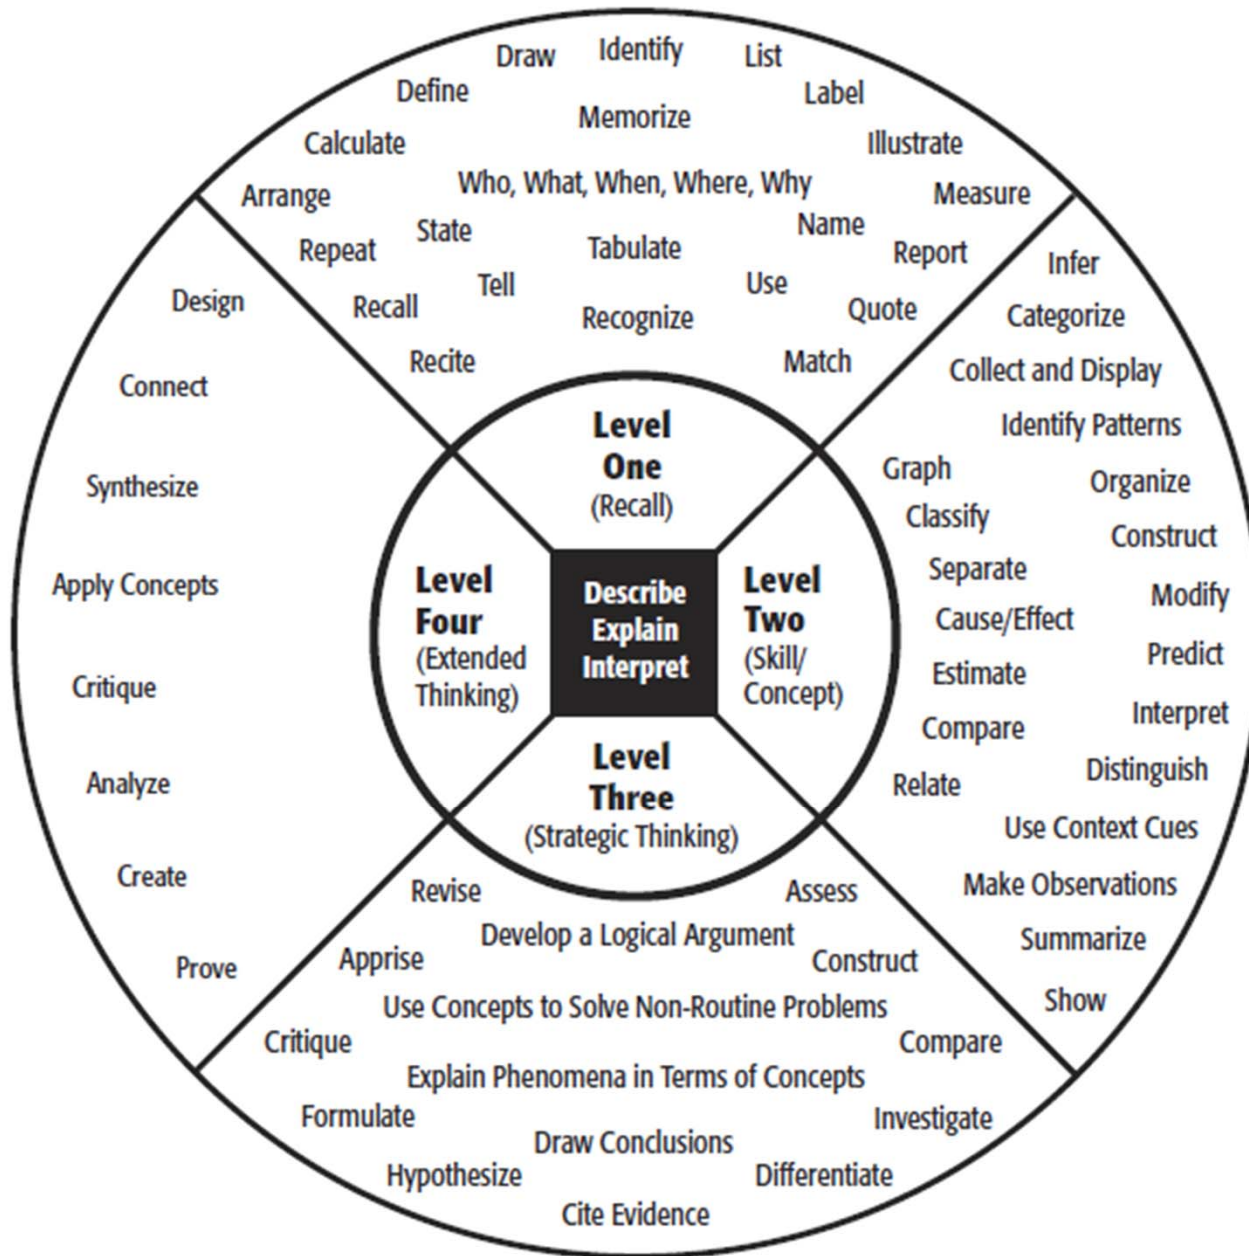 Draw
Identify
List
Define
Label
Memorize
Calculate
Illustrate
Who, What, When, Where, Why
Arrange
Measure
State
Name
Repeat
Tabulate
Report
Tell
Use
Recall
Recognize
Quote
Recite
Match
Level
One
(Recall)
Infer
Categorize
Collect and Display
Identify Patterns
Graph
Organize
Classify
Construct
Separate
Modify
Cause/Effect
Predict
Estimate
Interpret
Compare
Distinguish
Relate
Use Context Cues
Make Observations
Summarize
Show
Level
Two
(Skill/
Concept)
Describe
Explain
Interpret
Level
Three
(Strategic Thinking)
Revise
Assess
Develop a Logical Argument
Apprise
Construct
Use Concepts to Solve Non-Routine Problems
Critique
Compare
Explain Phenomena in Terms of Concepts
Formulate
Investigate
Draw Conclusions
Hypothesize
Differentiate
Cite Evidence
Level
Four
(Extended
Thinking)
Design
Connect
Synthesize
Apply Concepts
Critique
Analyze
Create
Prove